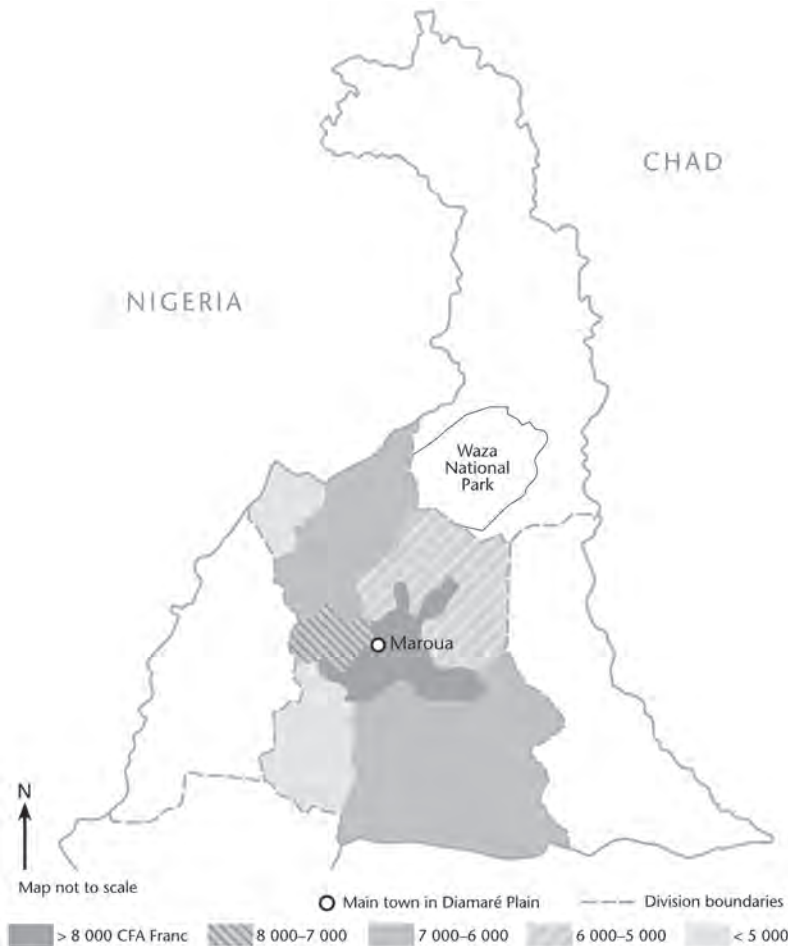 CHAD
NIGERIA
Waza
National
Park
Maroua
N
Map not to scale
Main town in Diamaré Plain
Division boundaries
> 8 000 CFA Franc
8 000–7 000
7 000–6 000
6 000–5 000
< 5 000